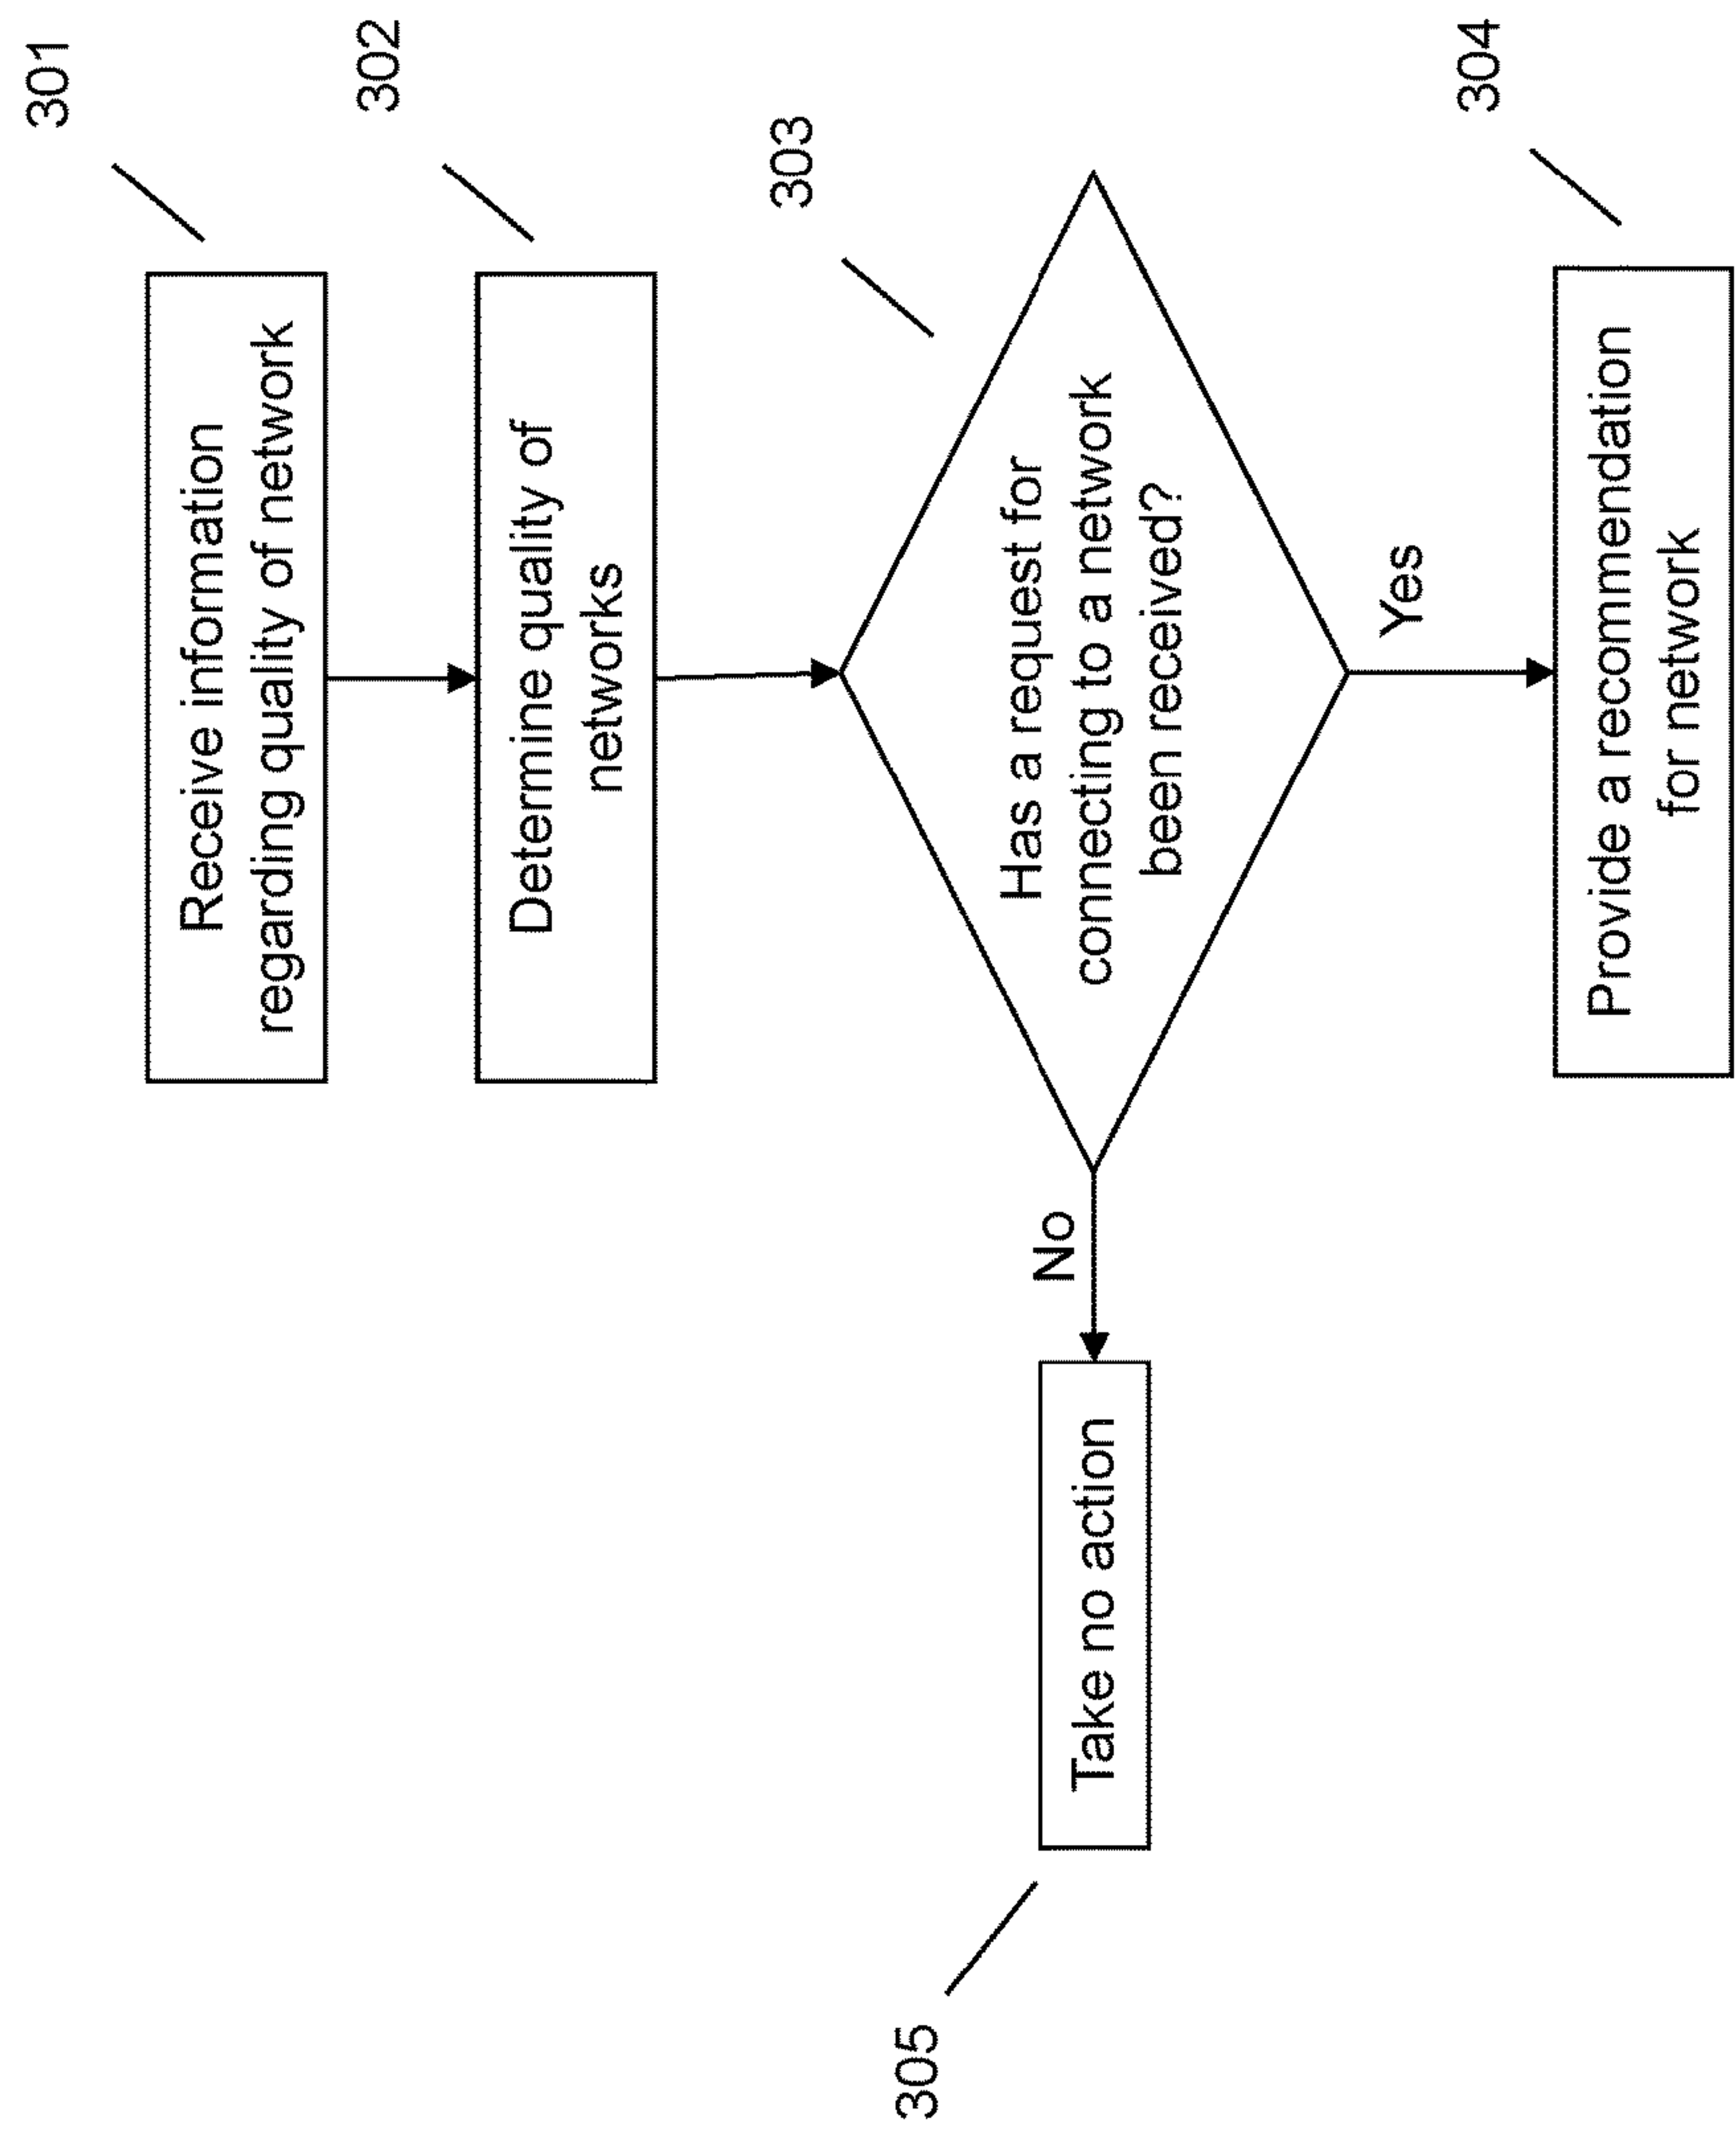 301
Receive information
regarding quality of network
302
Determine quality of
networks
303
Has a request for
connecting to a network
been received?
No
Yes
305
Take no action
304
Provide a recommendation
for network